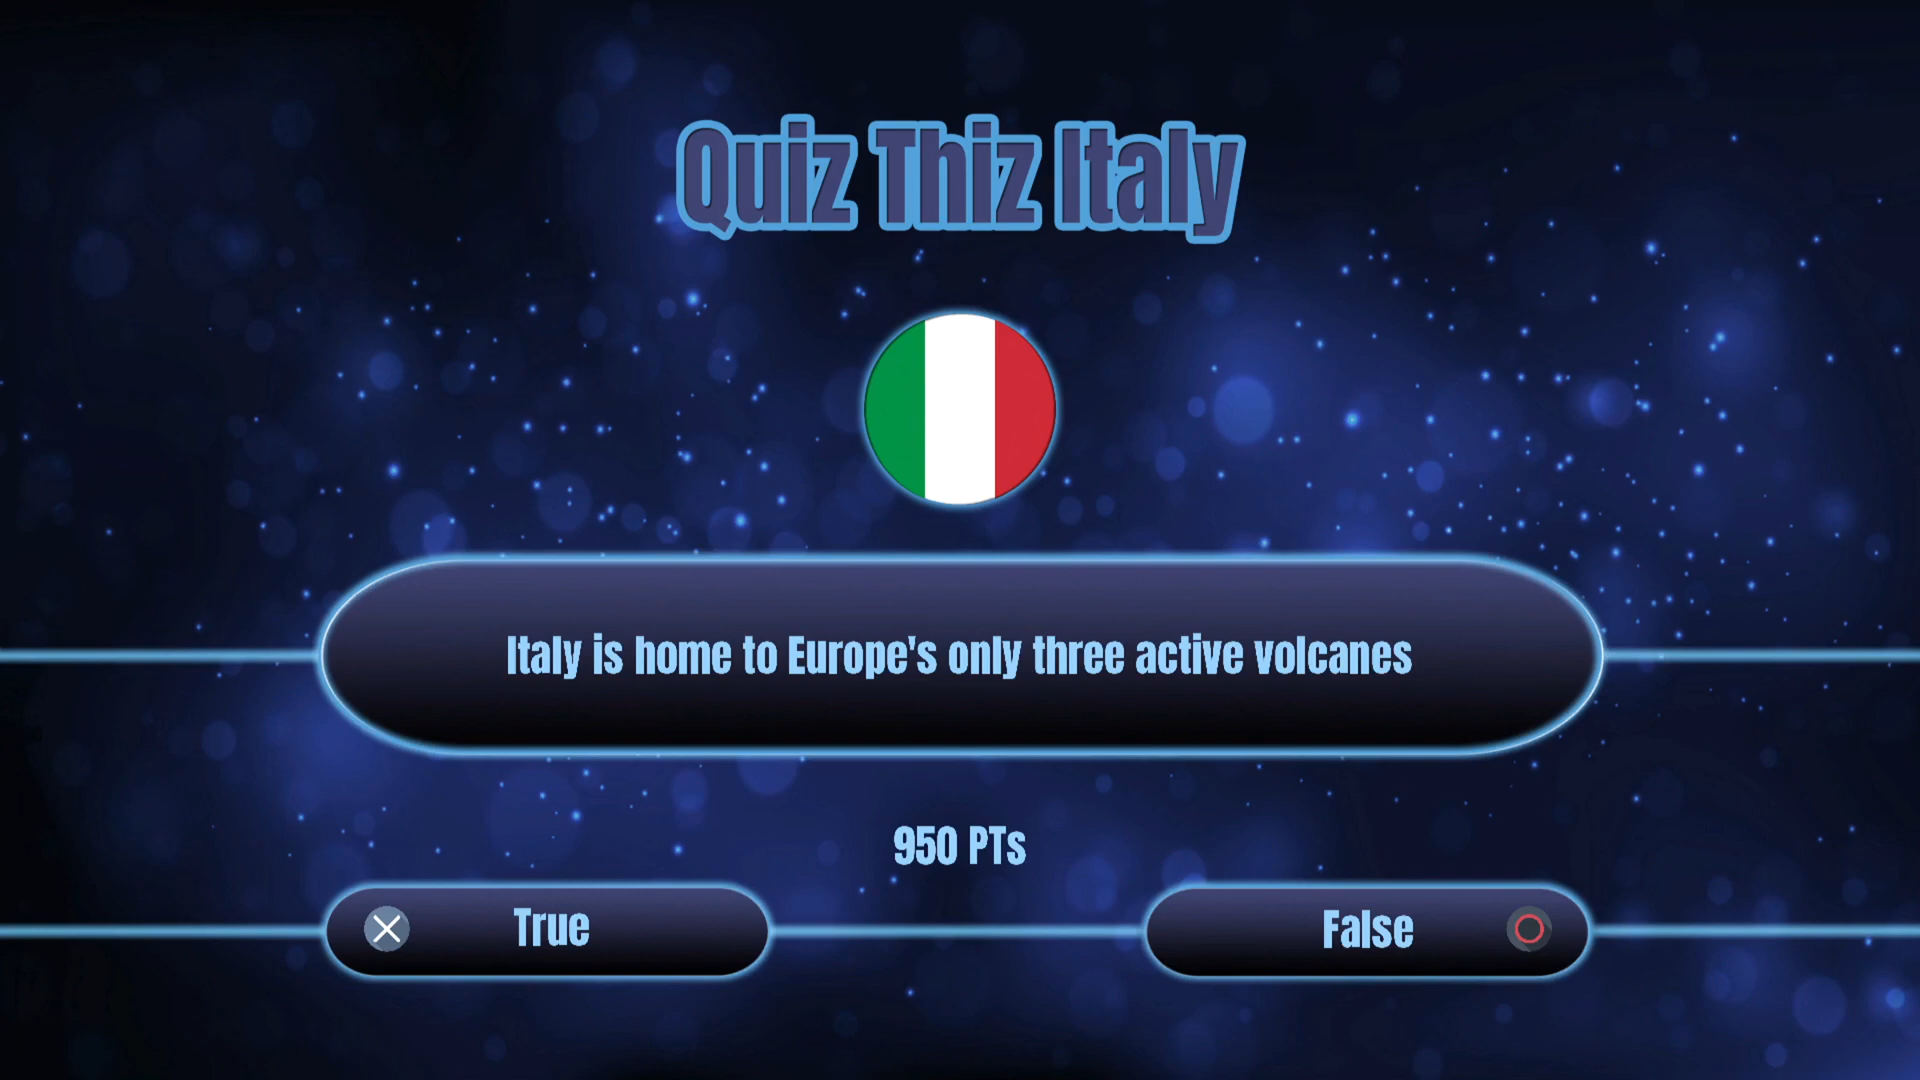 Quiz Thiz Italy
Italy is home to Europe's only three active volcanes
950 PTs
True
False